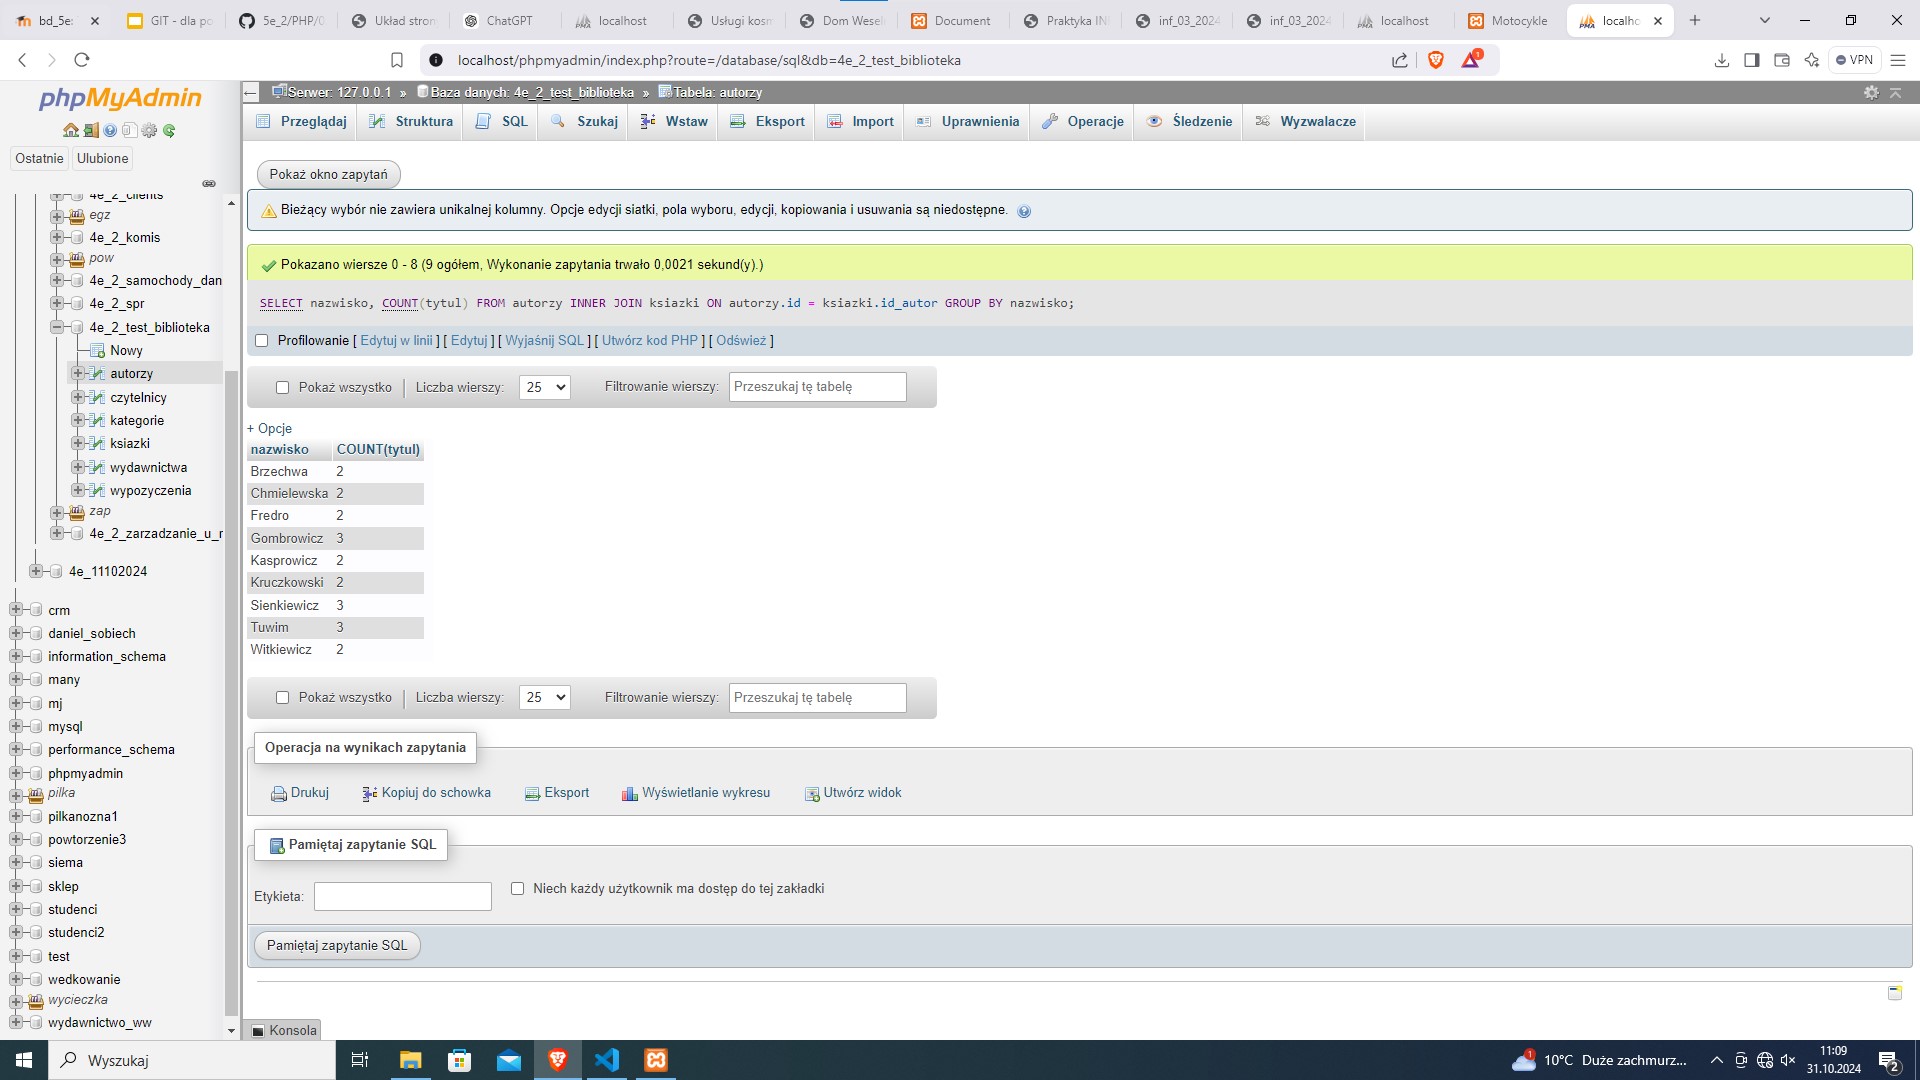 bd_5e:
GIT - dla po
5e_2/PHP/0
Układ stron
ChatGPT
localhost
Usługi kosm
Dom Wesel
Document
Praktyka IN
inf_03_2024
inf_03_2024
localhost
Motocykle
localho
localhost/phpmyadmin/index.php?route=/database/sql&db=4e_2_test_biblioteka
1
VPN
phpMyAdmin
Ostatnie
Ulubione
4e_2_clients
egz
4e_2_komis
pow
4e_2_samochody_dan
4e_2_spr
4e_2_test_biblioteka
Nowy
autorzy
czytelnicy
kategorie
ksiazki
wydawnictwa
wypozyczenia
zap
4e_2_zarzadzanie_u_r
4e_11102024
crm
daniel_sobiech
information_schema
many
mj
mysql
performance_schema
phpmyadmin
pilka
pilkanozna1
powtorzenie3
siema
sklep
studenci
studenci2
test
wedkowanie
wycieczka
wydawnictwo_ww
Serwer: 127.0.0.1 » Baza danych: 4e_2_test_biblioteka » Tabela: autorzy
Przeglądaj
Struktura
SQL
Szukaj
Wstaw
Eksport
Import
Uprawnienia
Operacje
Śledzenie
Wyzwalacze
Pokaż okno zapytań
Bieżący wybór nie zawiera unikalnej kolumny. Opcje edycji siatki, pola wyboru, edycji, kopiowania i usuwania są niedostępne.
Pokazano wiersze 0 - 8 (9 ogółem, Wykonanie zapytania trwało 0,0021 sekund(y).)
SELECT nazwisko, COUNT(tytul) FROM autorzy INNER JOIN ksiazki ON autorzy.id = ksiazki.id_autor GROUP BY nazwisko;
Profilowanie [ Edytuj w linii ] [ Edytuj ] [ Wyjaśnij SQL ] [ Utwórz kod PHP ] [ Odśwież ]
Pokaż wszystko | Liczba wierszy: 25 Filtrowanie wierszy: Przeszukaj tę tabelę
+ Opcje
nazwisko COUNT(tytul)
Brzechwa 2
Chmielewska 2
Fredro 2
Gombrowicz 3
Kasprowicz 2
Kruczkowski 2
Sienkiewicz 3
Tuwim 3
Witkiewicz 2
Pokaż wszystko | Liczba wierszy: 25 Filtrowanie wierszy: Przeszukaj tę tabelę
Operacja na wynikach zapytania
Drukuj
Kopiuj do schowka
Eksport
Wyświetlanie wykresu
Utwórz widok
Pamiętaj zapytanie SQL
Etykieta:
Niech każdy użytkownik ma dostęp do tej zakładki
Pamiętaj zapytanie SQL
Konsola
Wyszukaj
1
10°C Duże zachmurz...
11:09
31.10.2024
2